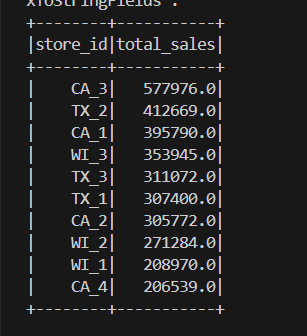 xToStringFields'.
+--------+-----------+
|store_id|total_sales|
+--------+-----------+
|    CA_3|   577976.0|
|    TX_2|   412669.0|
|    CA_1|   395790.0|
|    WI_3|   353945.0|
|    TX_3|   311072.0|
|    TX_1|   307400.0|
|    CA_2|   305772.0|
|    WI_2|   271284.0|
|    WI_1|   208970.0|
|    CA_4|   206539.0|
+--------+-----------+